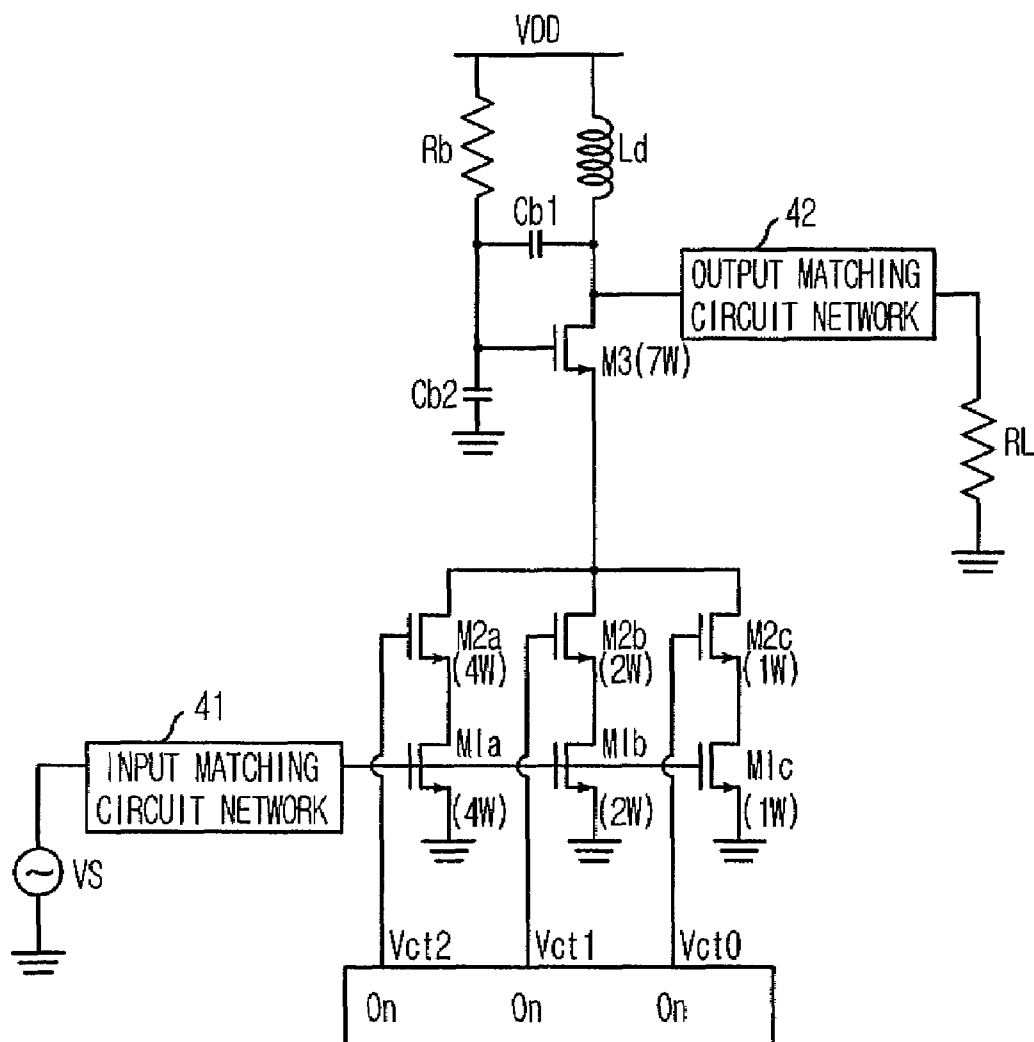 VDD
Rb
Ld
Cb1
42
OUTPUT MATCHING
CIRCUIT NETWORK
M3(7W)
Cb2
RL
M2a
(4W)
M2b
(2W)
M2c
(1W)
41
INPUT MATCHING
CIRCUIT NETWORK
M1a
(4W)
M1b
(2W)
M1c
(1W)
VS
Vct2
Vct1
Vct0
On
On
On